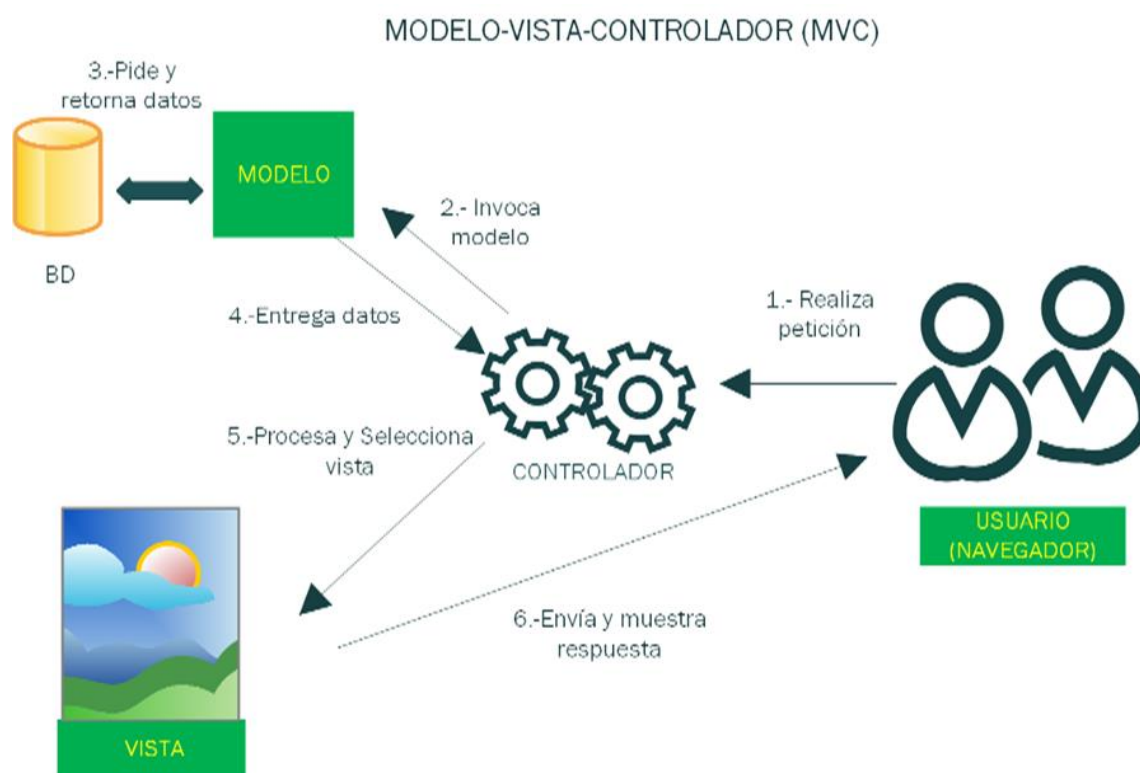 MODELO-VISTA-CONTROLADOR (MVC)
3.-Pide y
retorna datos
MODELO
BD
2.- Invoca
modelo
1.- Realiza
petición
4.-Entrega datos
5.-Procesa y Selecciona
vista
CONTROLADOR
USUARIO
(NAVEGADOR)
6.-Envía y muestra
respuesta
VISTA